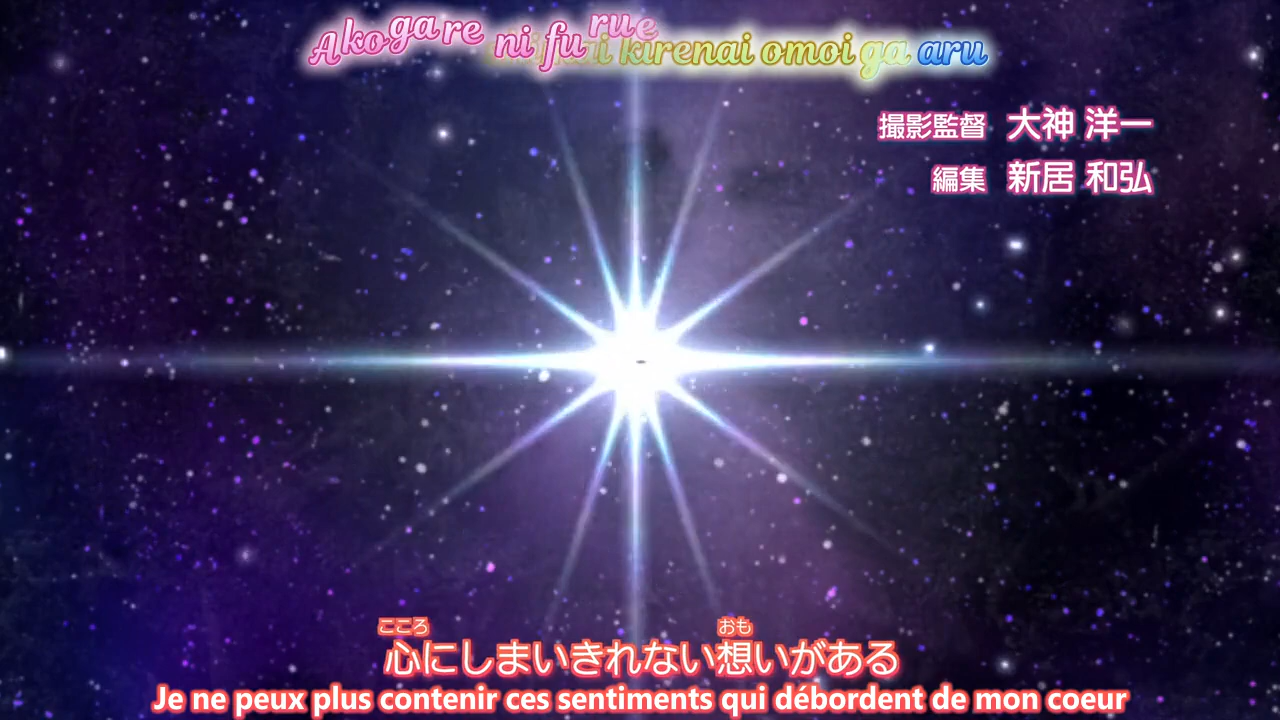 Akogare ni furue
kirenai omoi ga aru
撮影監督 大神 洋一
編集 新居 和弘
こころ おも
心にしまいきれない想いがある
Je ne peux plus contenir ces sentiments qui débordent de mon coeur